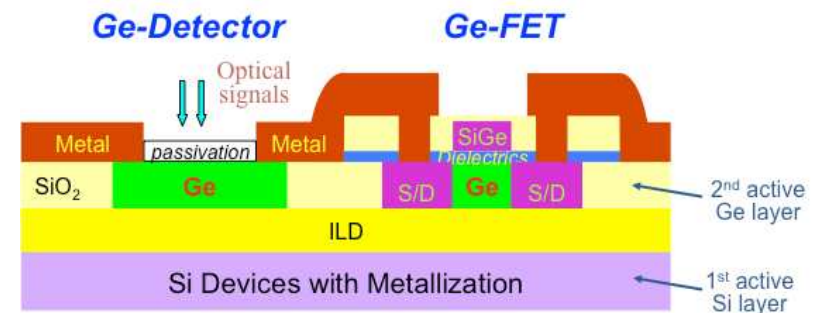 Ge-Detector
Ge-FET
Optical
signals
Metal
passivation
Metal
SiGe
Dielectrics
SiO₂
Ge
S/D
Ge
S/D
2ⁿᵈ active
Ge layer
ILD
Si Devices with Metallization
1ˢᵗ active
Si layer